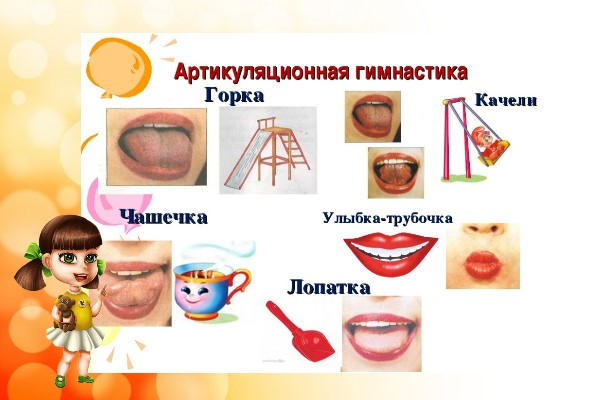 Артикуляционная гимнастика
Горка
Качели
Чашечка
Улыбка-трубочка
Лопатка